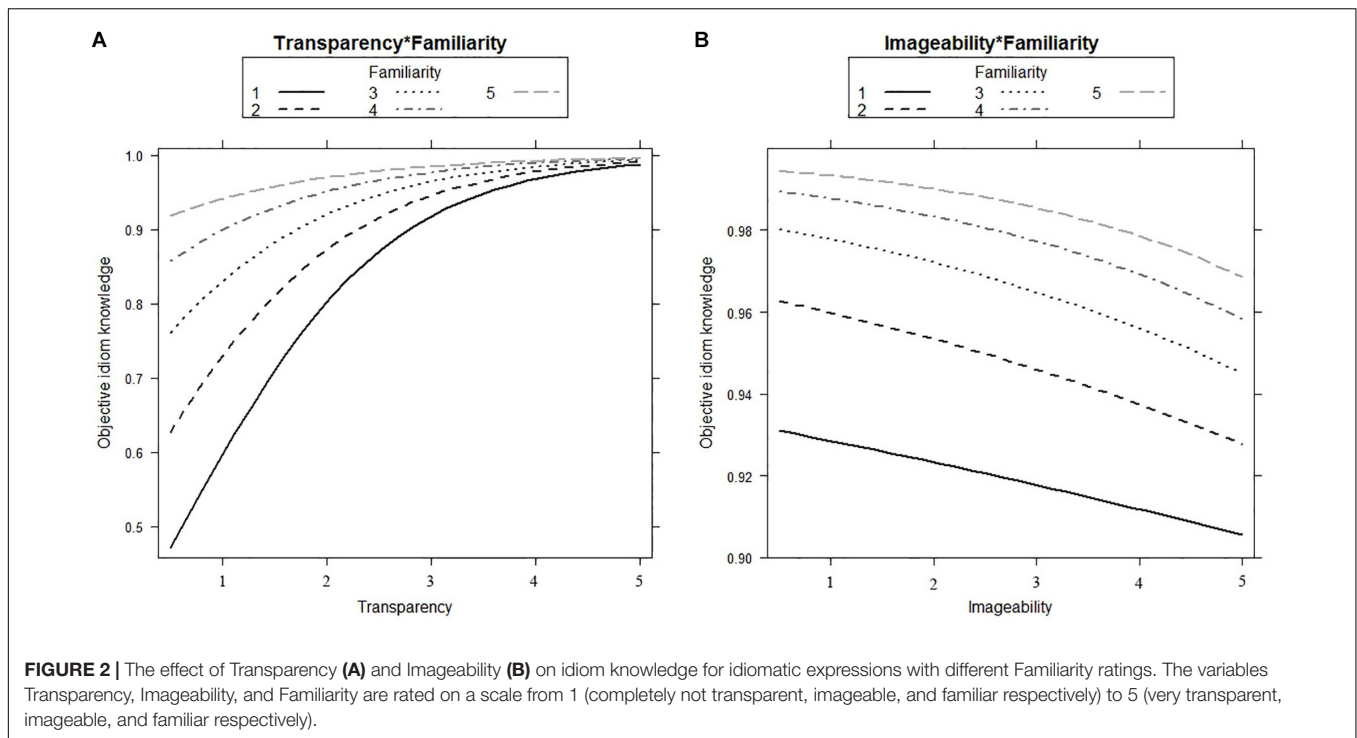 A
Transparency*Familiarity
Familiarity
1 3 5
2 4
Objective idiom knowledge
1.0
0.9
0.8
0.7
0.6
0.5
1 2 3 4 5
Transparency
B
Imageability*Familiarity
Familiarity
1 3 5
2 4
Objective idiom knowledge
0.98
0.96
0.94
0.92
0.90
1 2 3 4 5
Imageability
FIGURE 2 | The effect of Transparency (A) and Imageability (B) on idiom knowledge for idiomatic expressions with different Familiarity ratings. The variables
Transparency, Imageability, and Familiarity are rated on a scale from 1 (completely not transparent, imageable, and familiar respectively) to 5 (very transparent,
imageable, and familiar respectively).